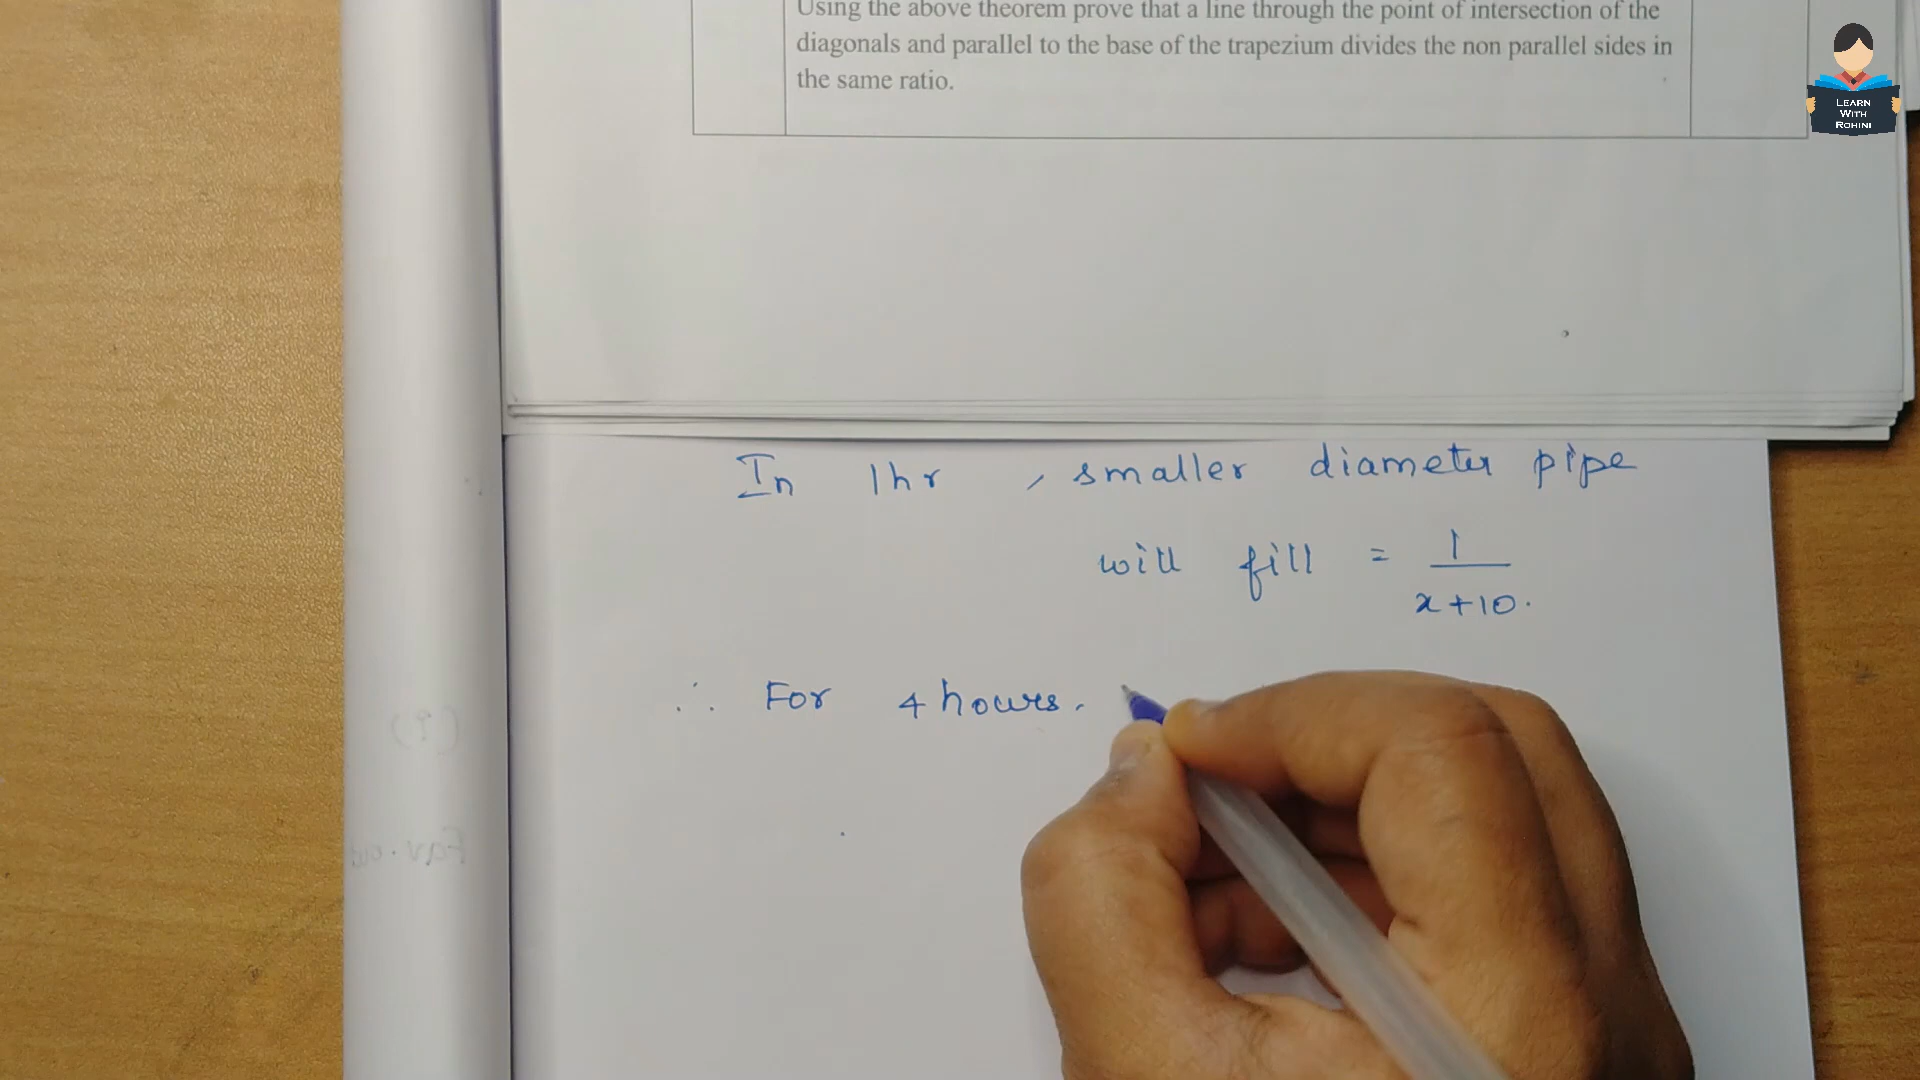 Using the above theorem prove that a line through the point of intersection of the
diagonals and parallel to the base of the trapezium divides the non parallel sides in
the same ratio.
LEARN
WITH
ROHINI
In 1hr , smaller diameter pipe
will fill = 1/x+10.
∴ For 4 hours,